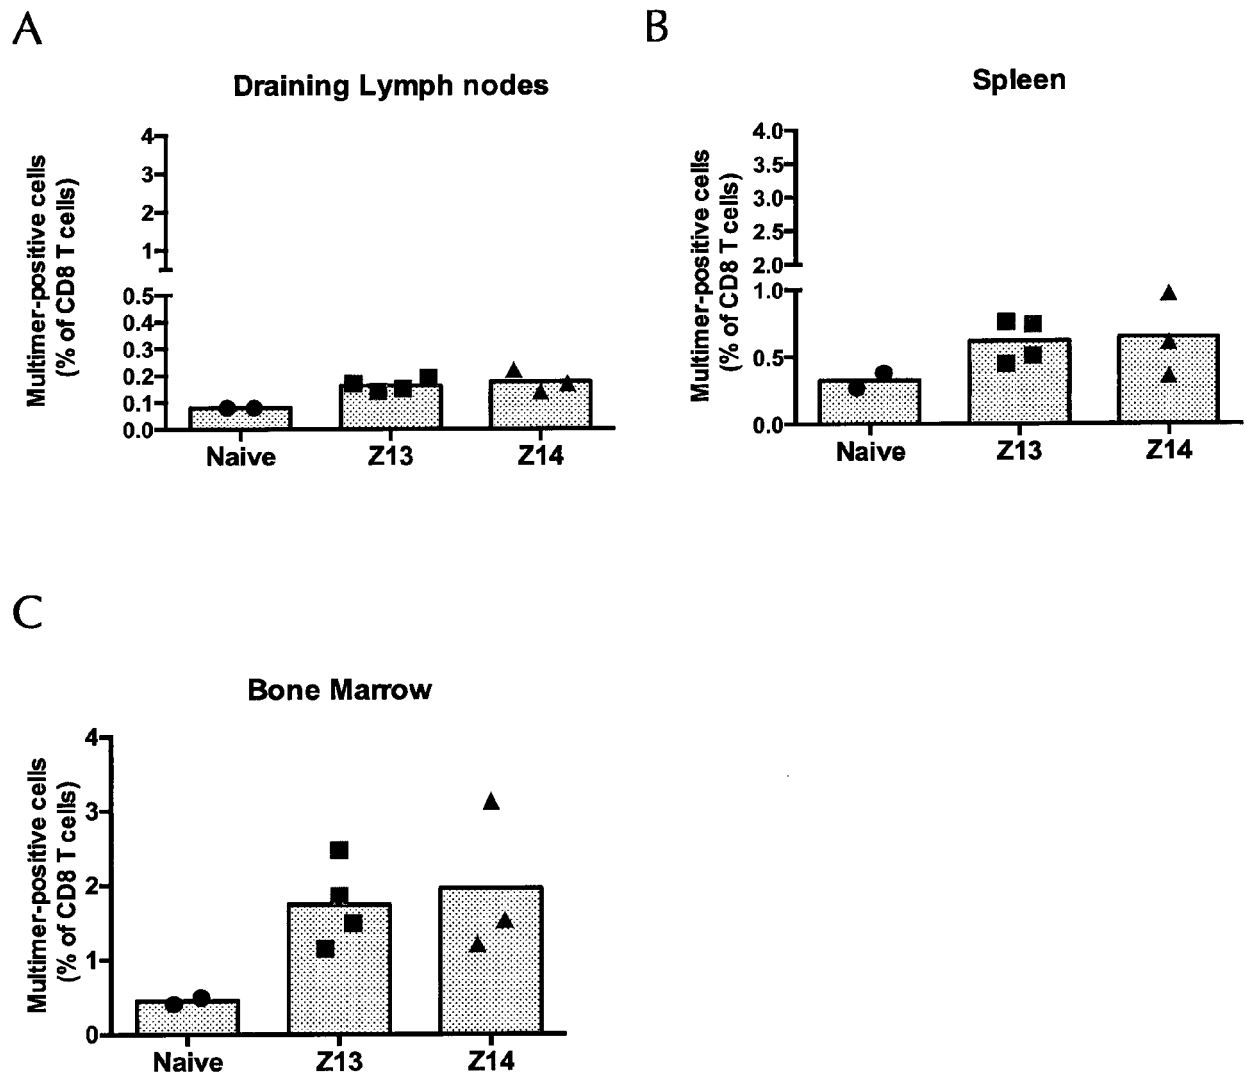 A
Draining Lymph nodes
Multimer-positive cells
(% of CD8 T cells)
4
3
2
1
0.5
0.4
0.3
0.2
0.1
0.0
Naive Z13 Z14
B
Spleen
Multimer-positive cells
(% of CD8 T cells)
4.0
3.5
3.0
2.5
2.0
1.0
0.5
0.0
Naive Z13 Z14
C
Bone Marrow
Multimer-positive cells
(% of CD8 T cells)
4
3
2
1
0
Naive Z13 Z14